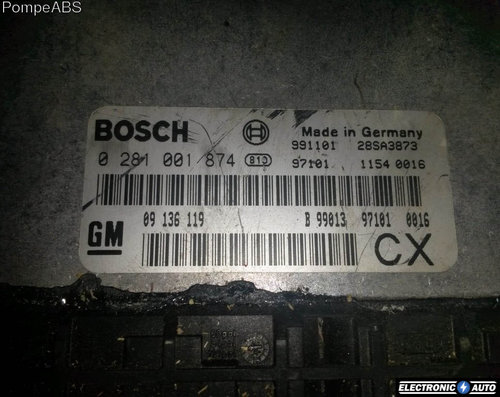 PompeABS
BOSCH Made in Germany
991101 28SA3873
0 281 001 874 813 97101 1154 0016
09 136 119 B 99013 97101 0016
GM CX
ELECTRONIC AUTO